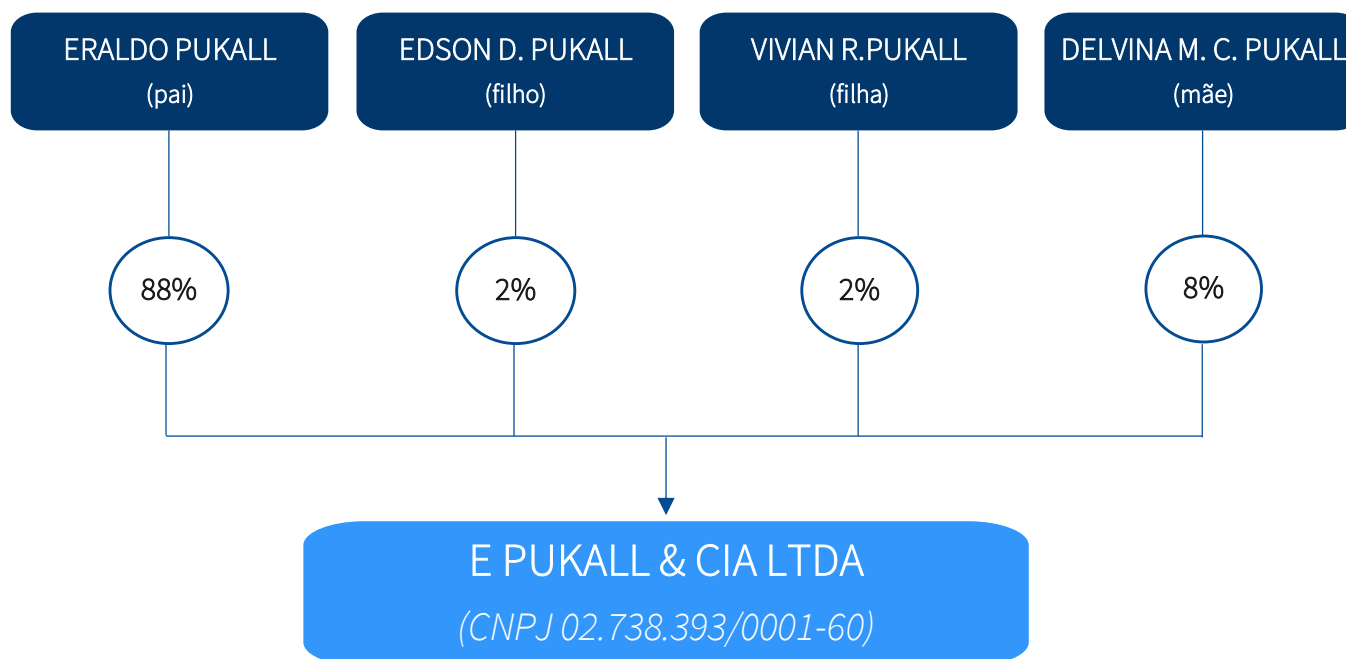 ERALDO PUKALL
(pai)
EDSON D. PUKALL
(filho)
VIVIAN R.PUKALL
(filha)
DELVINA M. C. PUKALL
(mãe)
88%
2%
2%
8%
E PUKALL & CIA LTDA
(CNPJ 02.738.393/0001-60)